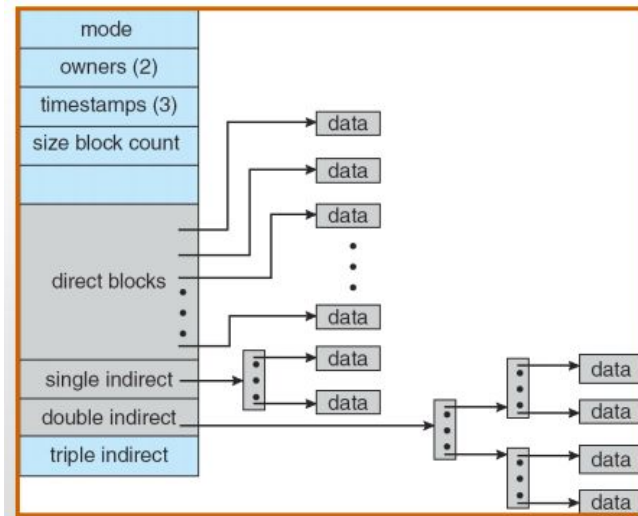 mode
owners (2)
timestamps (3)
size block count
data
data
data
direct blocks
data
single indirect
data
data
double indirect
triple indirect
data
data
data
data